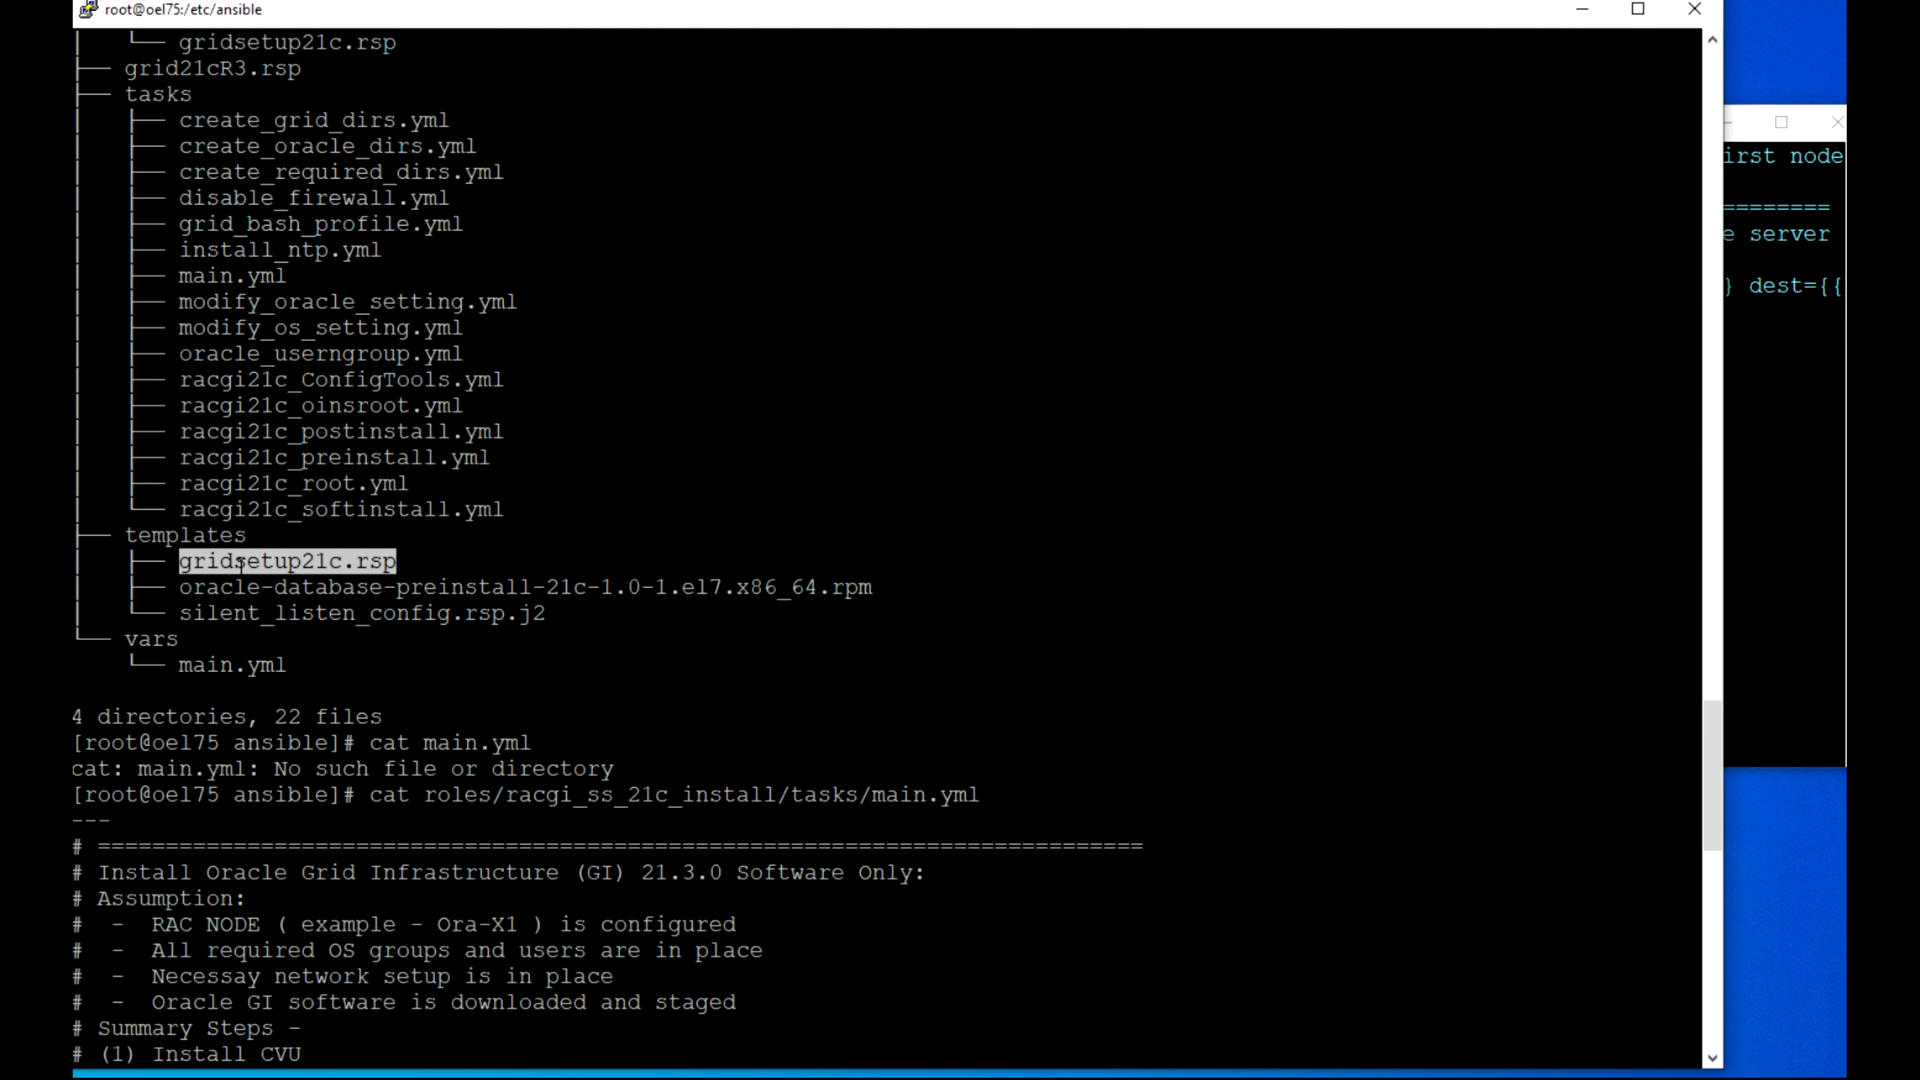 root@oel75:/etc/ansible
│   └── gridsetup21c.rsp
├── grid21cR3.rsp
├── tasks
│   ├── create_grid_dirs.yml
│   ├── create_oracle_dirs.yml
│   ├── create_required_dirs.yml
│   ├── disable_firewall.yml
│   ├── grid_bash_profile.yml
│   ├── install_ntp.yml
│   ├── main.yml
│   ├── modify_oracle_setting.yml
│   ├── modify_os_setting.yml
│   ├── oracle_userngroup.yml
│   ├── racgi21c_ConfigTools.yml
│   ├── racgi21c_oinsroot.yml
│   ├── racgi21c_postinstall.yml
│   ├── racgi21c_preinstall.yml
│   ├── racgi21c_root.yml
│   └── racgi21c_softinstall.yml
├── templates
│   ├── gridsetup21c.rsp
│   ├── oracle-database-preinstall-21c-1.0-1.el7.x86_64.rpm
│   └── silent_listen_config.rsp.j2
└── vars
    └── main.yml
4 directories, 22 files
[root@oel75 ansible]# cat main.yml
cat: main.yml: No such file or directory
[root@oel75 ansible]# cat roles/racgi_ss_21c_install/tasks/main.yml
---
# =============================================================================
# Install Oracle Grid Infrastructure (GI) 21.3.0 Software Only:
# Assumption:
#  -  RAC NODE ( example - Ora-X1 ) is configured
#  -  All required OS groups and users are in place
#  -  Necessay network setup is in place
#  -  Oracle GI software is downloaded and staged
# Summary Steps -
# (1) Install CVU
irst node
========
e server
} dest={{